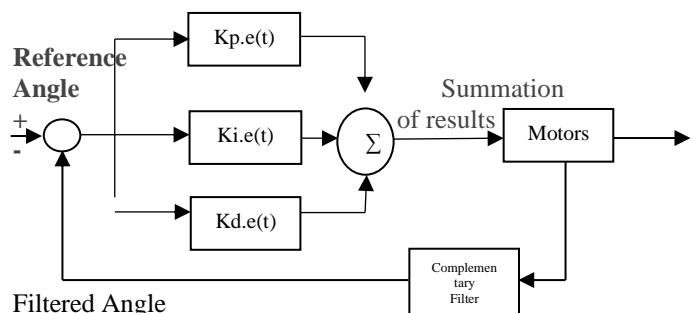 Kp.e(t)
Reference
Angle
+
-
Ki.e(t)
Σ
Summation
of results
Motors
Kd.e(t)
Complemen
tary
Filter
Filtered Angle